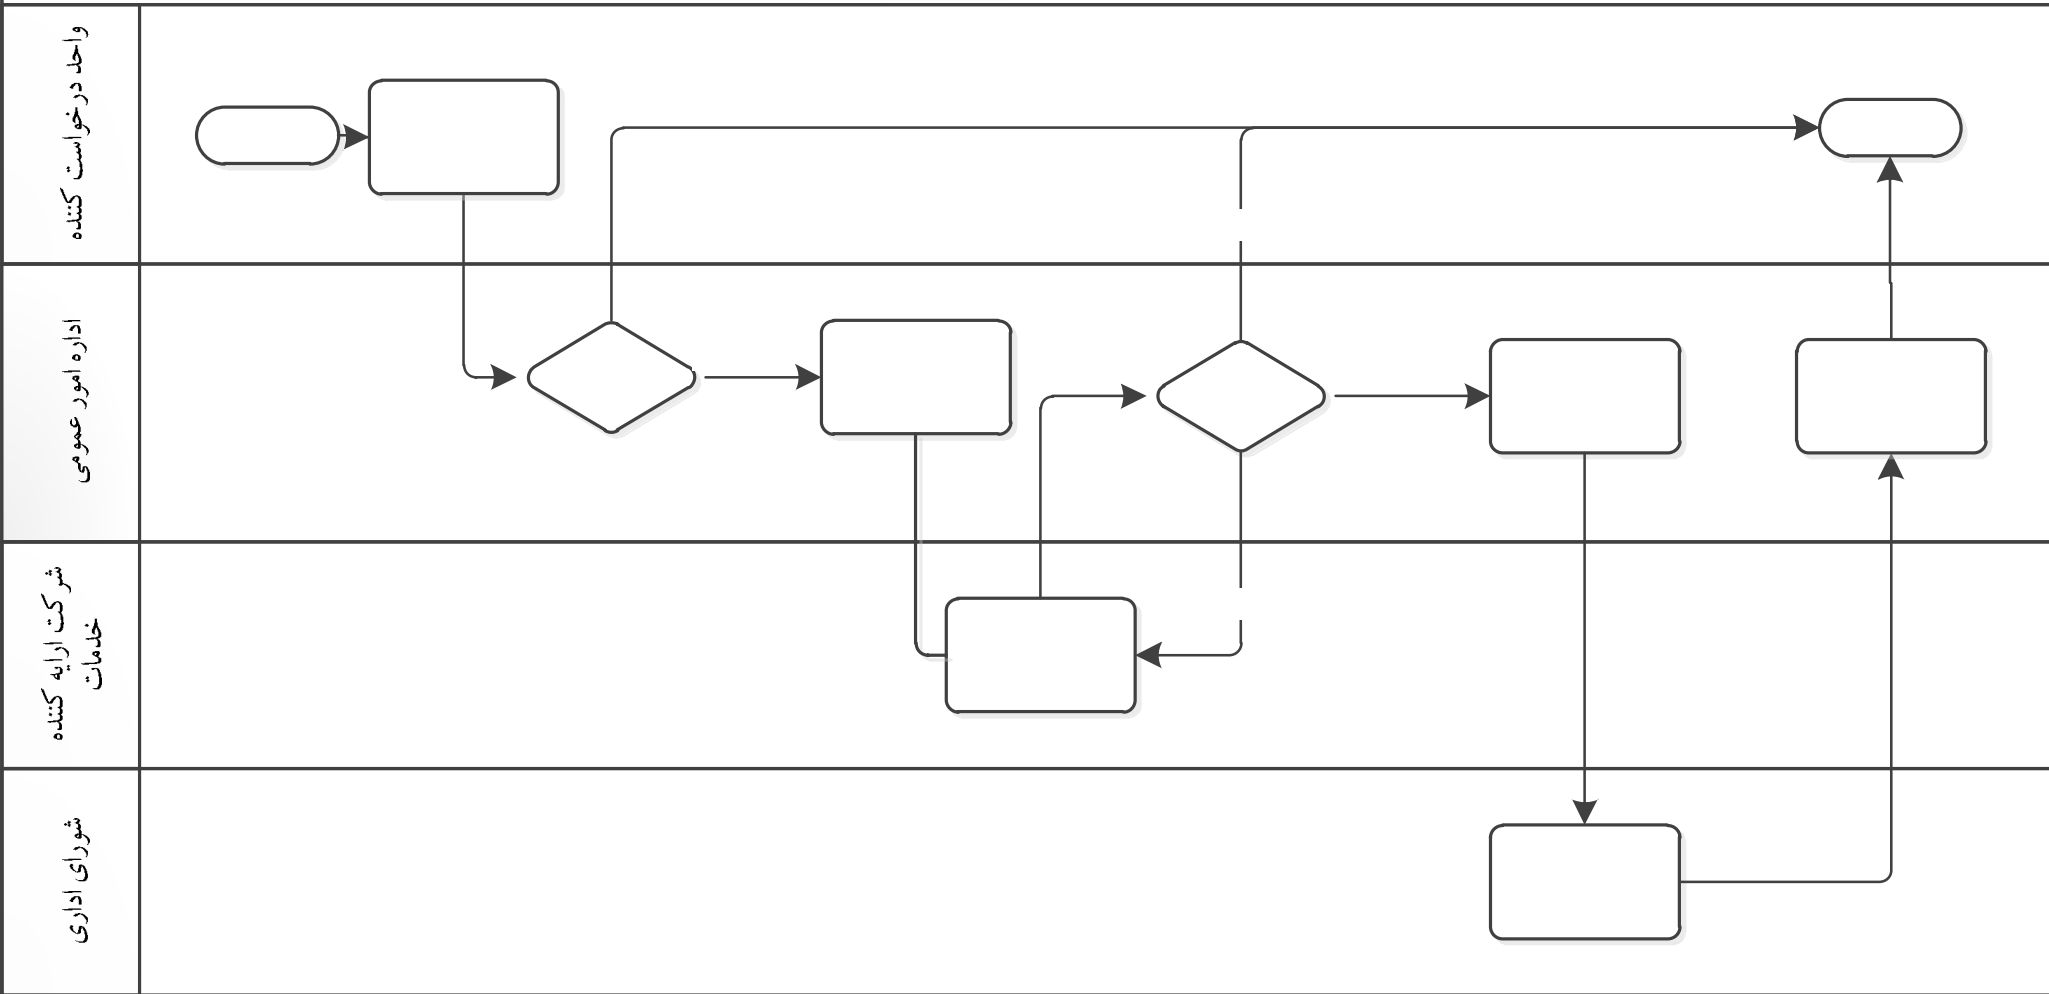 واحد درخواست کننده
اداره امور عمومی
شرکت ارایه کننده
خدمات
شورای اداری